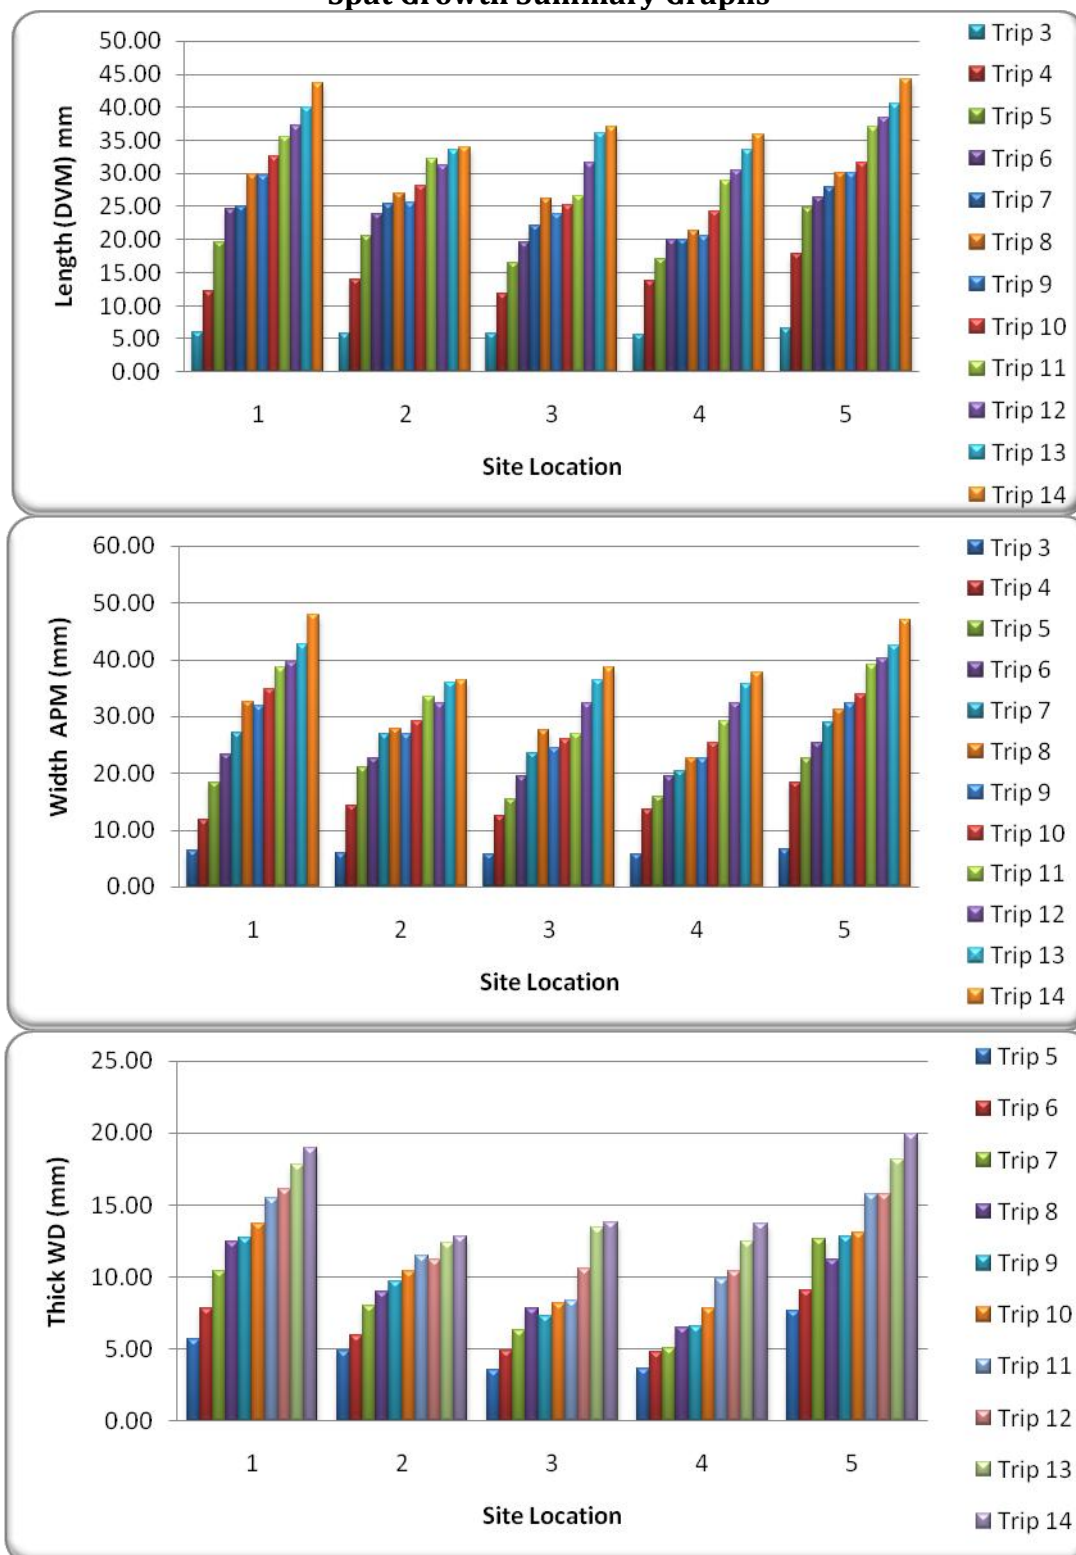 Spat Growth Summary Graphs
50.00
45.00
40.00
35.00
30.00
25.00
20.00
15.00
10.00
5.00
0.00
Length (DVM) mm
1 2 3 4 5
Site Location
Trip 3
Trip 4
Trip 5
Trip 6
Trip 7
Trip 8
Trip 9
Trip 10
Trip 11
Trip 12
Trip 13
Trip 14
60.00
50.00
40.00
30.00
20.00
10.00
0.00
Width APM (mm)
1 2 3 4 5
Site Location
Trip 3
Trip 4
Trip 5
Trip 6
Trip 7
Trip 8
Trip 9
Trip 10
Trip 11
Trip 12
Trip 13
Trip 14
25.00
20.00
15.00
10.00
5.00
0.00
Thick WD (mm)
1 2 3 4 5
Site Location
Trip 5
Trip 6
Trip 7
Trip 8
Trip 9
Trip 10
Trip 11
Trip 12
Trip 13
Trip 14